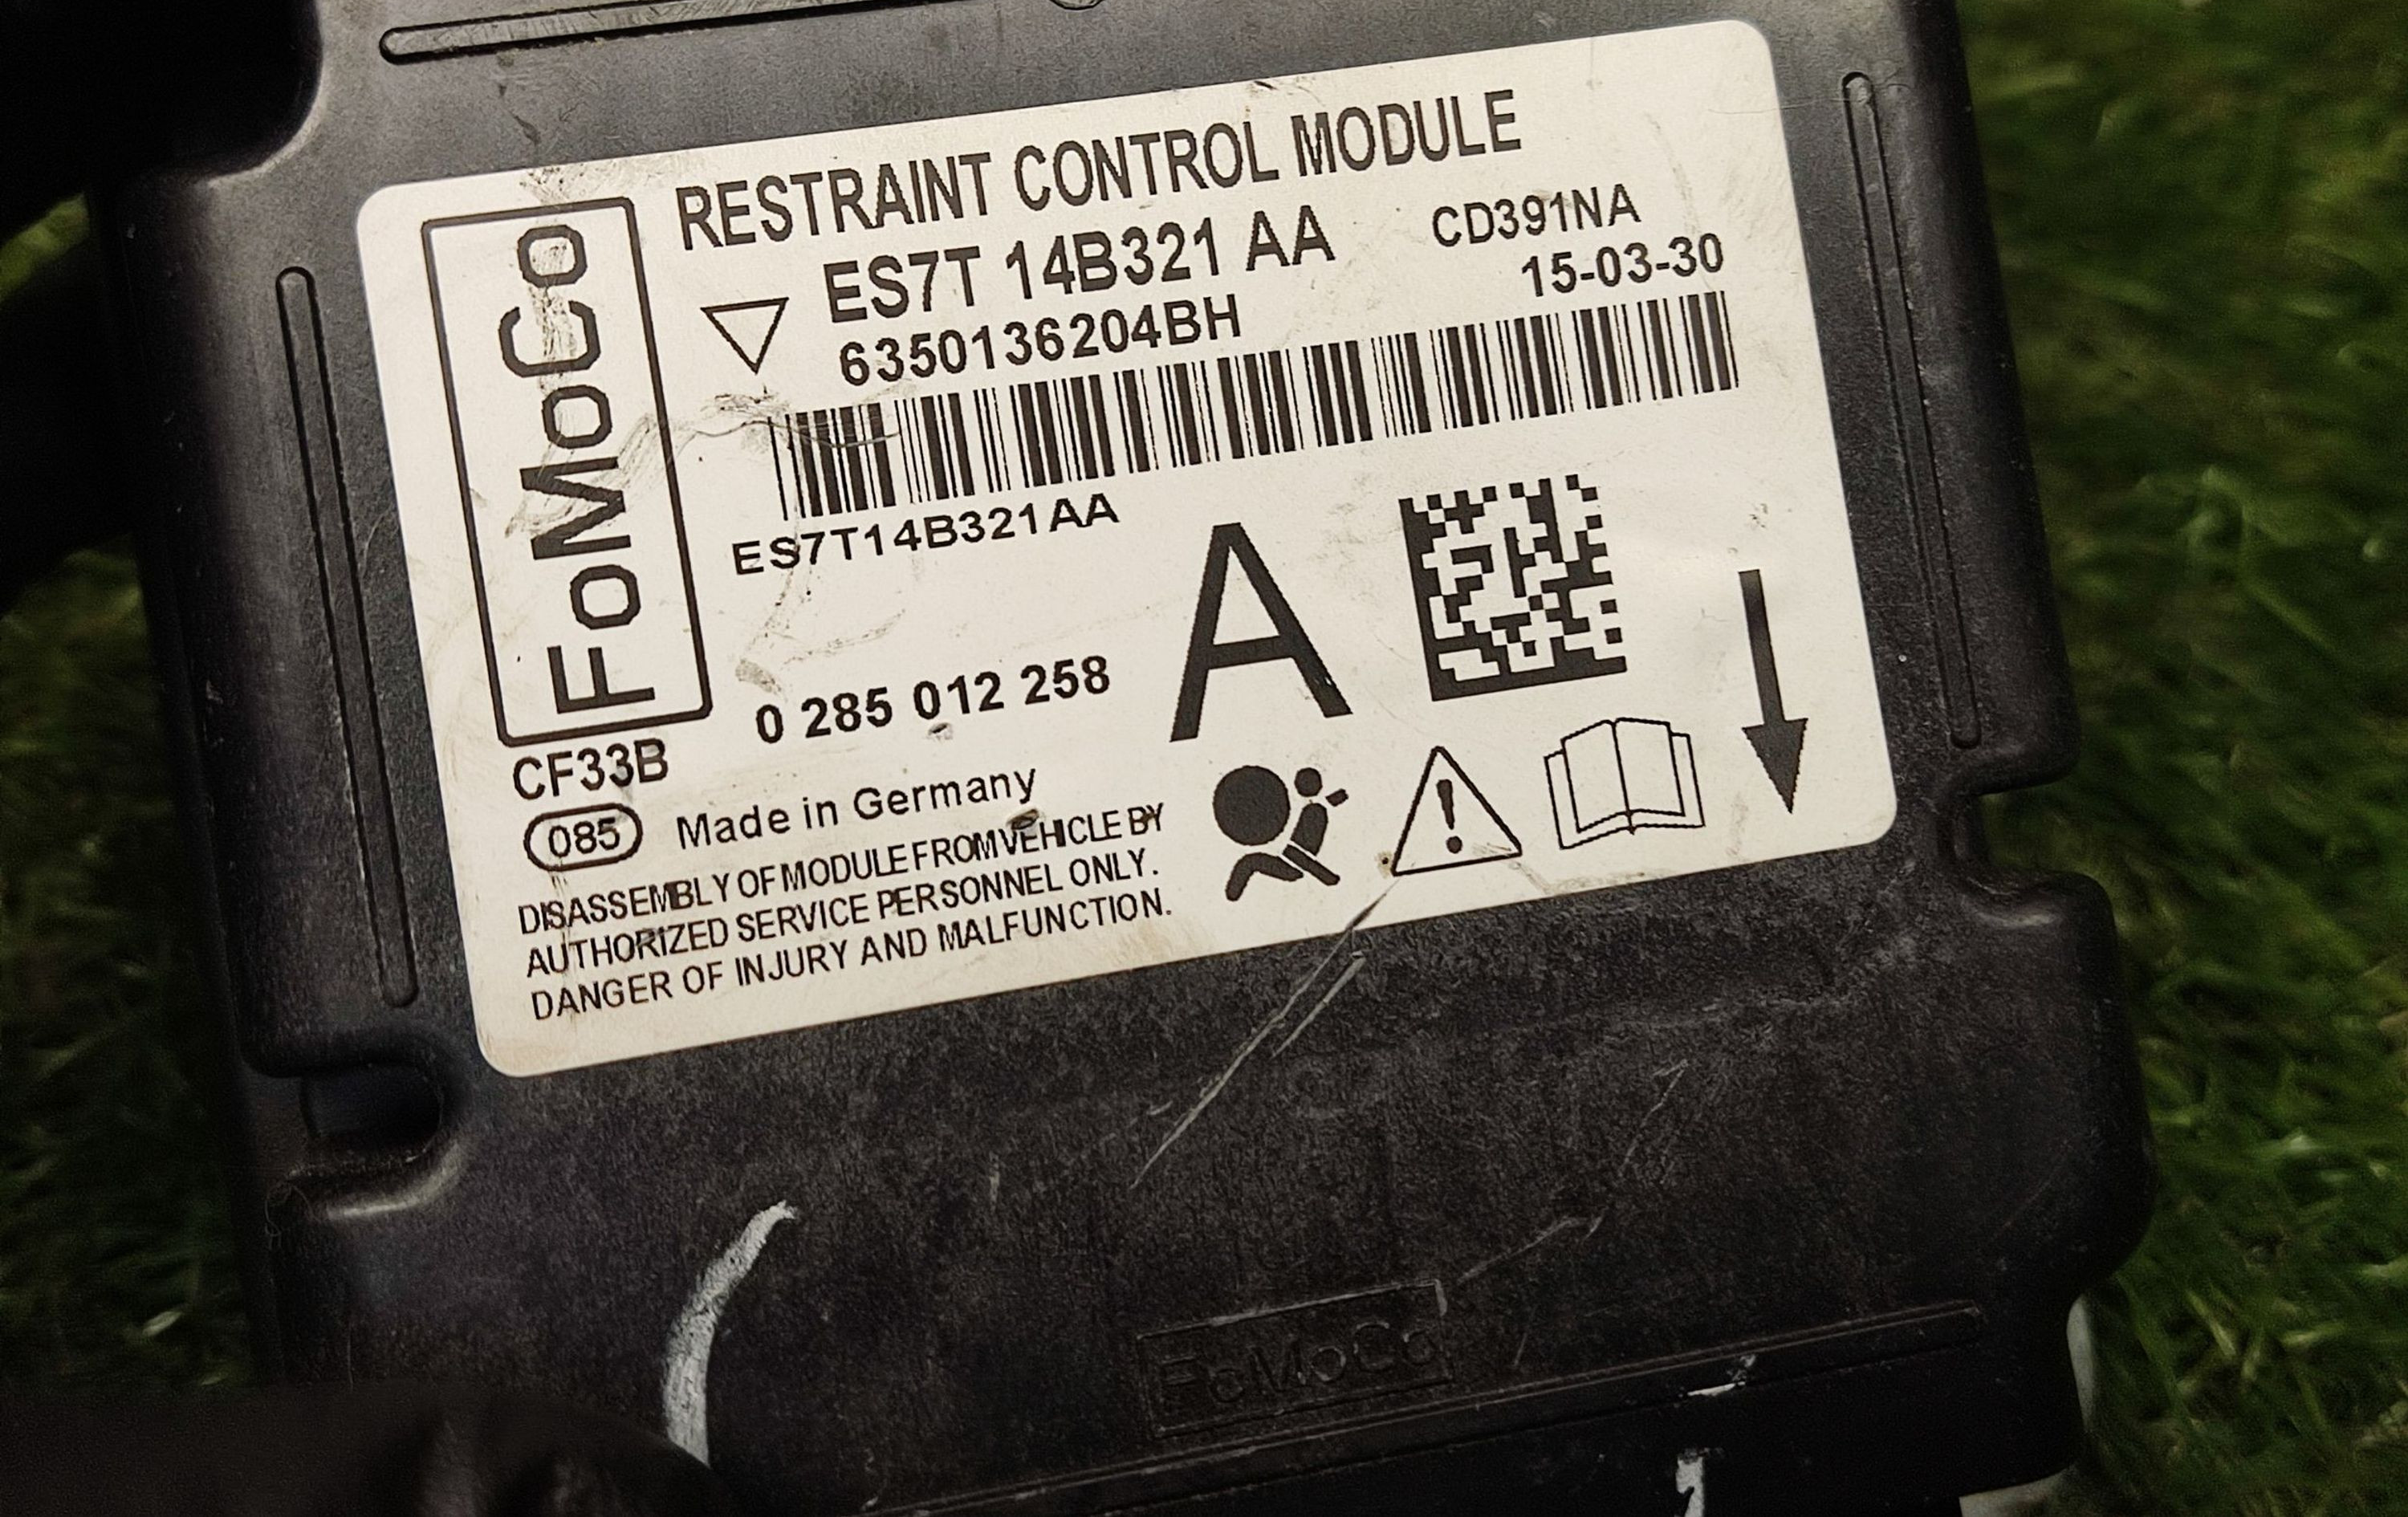 RESTRAINT CONTROL MODULE
FoMoCo
ES7T 14B321 AA
CD391NA
6350136204BH
15-03-30
ES7T14B321AA
A
0 285 012 258
CF33B
085
Made in Germany
DISASSEMBLY OF MODULE FROM VEHICLE BY
AUTHORIZED SERVICE PERSONNEL ONLY.
DANGER OF INJURY AND MALFUNCTION.
FoMoCo